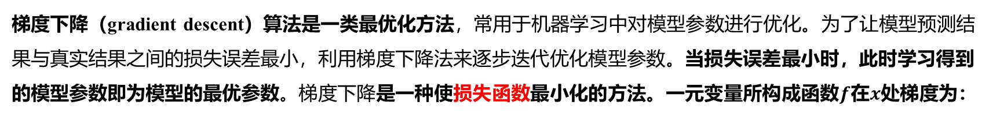 梯度下降（gradient descent）算法是一类最优化方法，常用于机器学习中对模型参数进行优化。为了让模型预测结
果与真实结果之间的损失误差最小，利用梯度下降法来逐步迭代优化模型参数。当损失误差最小时，此时学习得到
的模型参数即为模型的最优参数。梯度下降是一种使损失函数最小化的方法。一元变量所构成函数f在x处梯度为：